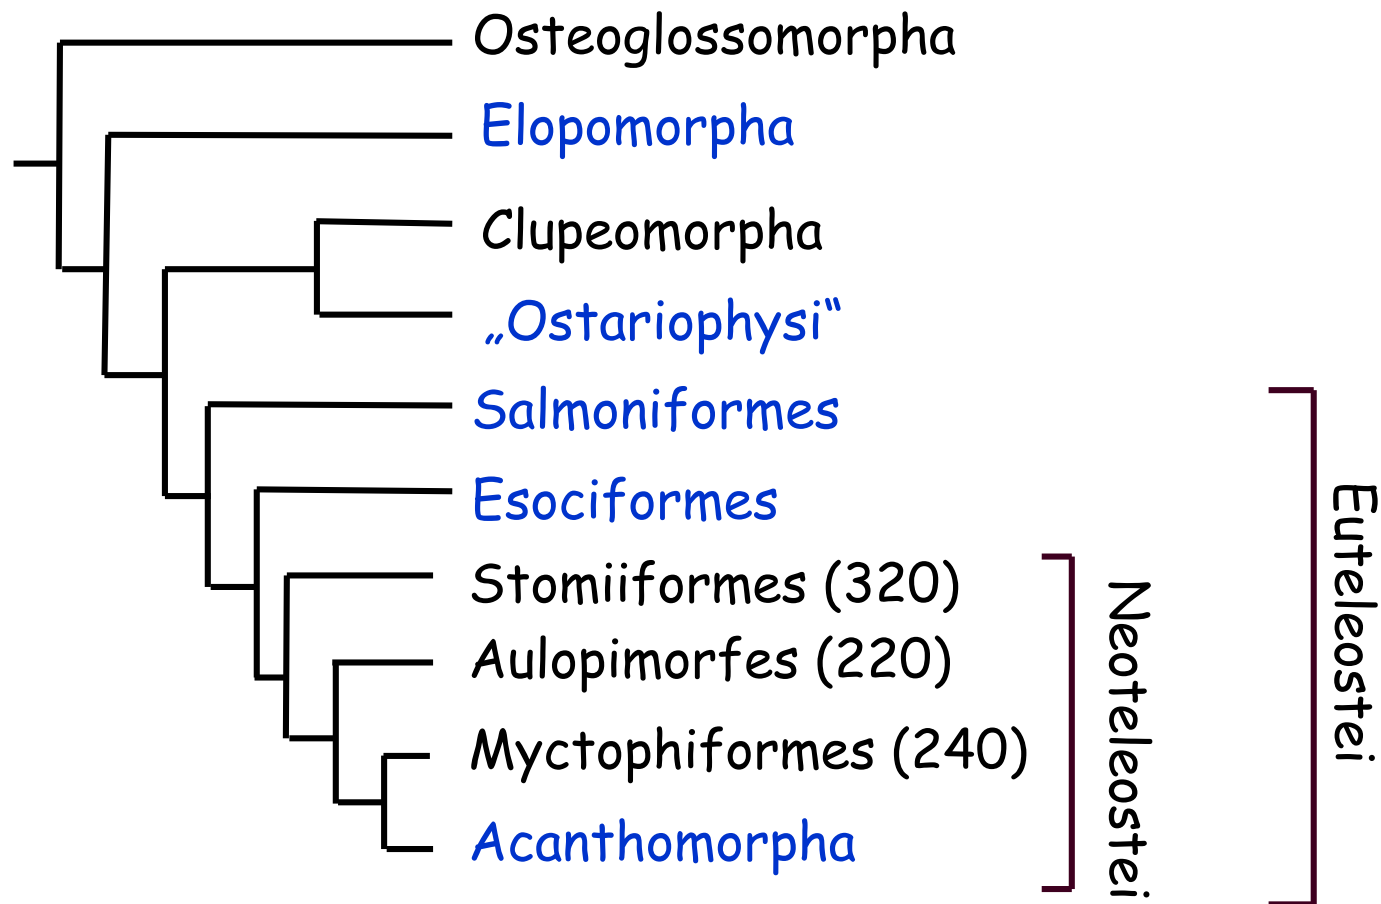 Osteoglossomorpha
Elopomorpha
Clupeomorpha
„Ostariophysi“
Salmoniformes
Esociformes
Stomiiformes (320)
Aulopimorfes (220)
Myctophiformes (240)
Acanthomorpha
Neoteleostei
Euteleostei